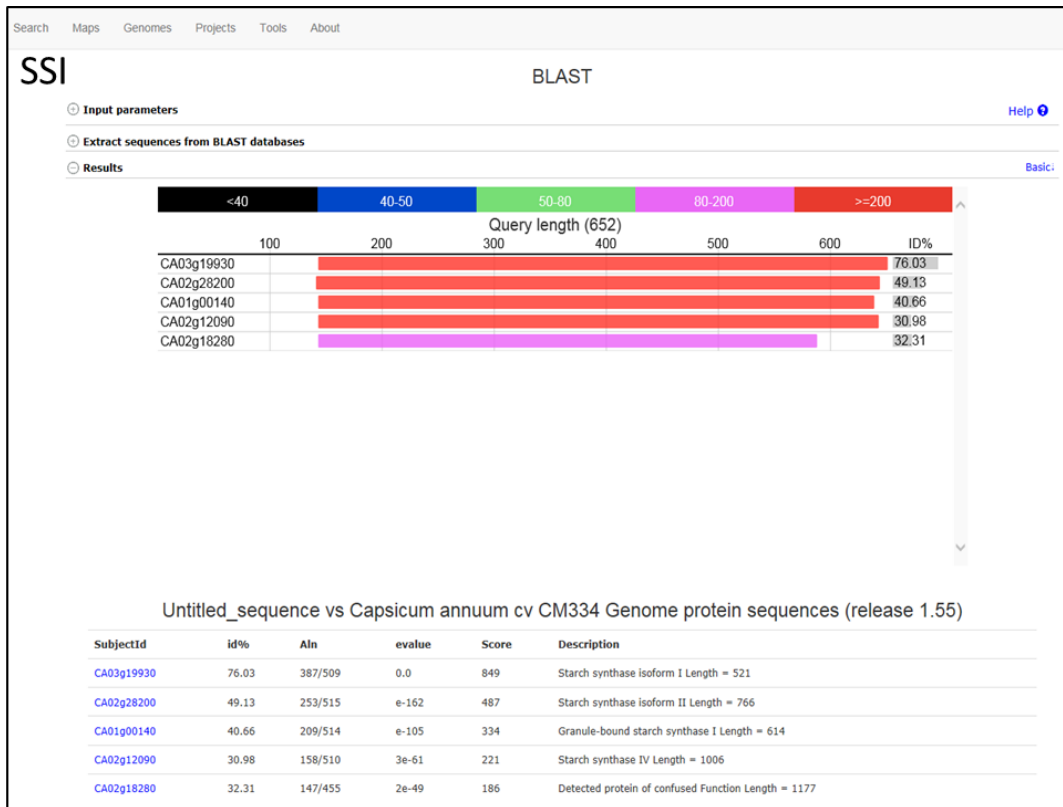 Search Maps Genomes Projects Tools About
SSI
BLAST
Input parameters
Help
Extract sequences from BLAST databases
Results
Basic
<40 40-50 50-80 80-200 >=200
Query length (652)
100 200 300 400 500 600 ID%
CA03g19930 76.03
CA02g28200 49.13
CA01g00140 40.66
CA02g12090 30.98
CA02g18280 32.31
Untitled_sequence vs Capsicum annuum cv CM334 Genome protein sequences (release 1.55)
SubjectId id% Aln evalue Score Description
CA03g19930 76.03 387/509 0.0 849 Starch synthase isoform I Length = 521
CA02g28200 49.13 253/515 e-162 487 Starch synthase isoform II Length = 766
CA01g00140 40.66 209/514 e-105 334 Granule-bound starch synthase I Length = 614
CA02g12090 30.98 158/510 3e-61 221 Starch synthase IV Length = 1006
CA02g18280 32.31 147/455 2e-49 186 Detected protein of confused Function Length = 1177